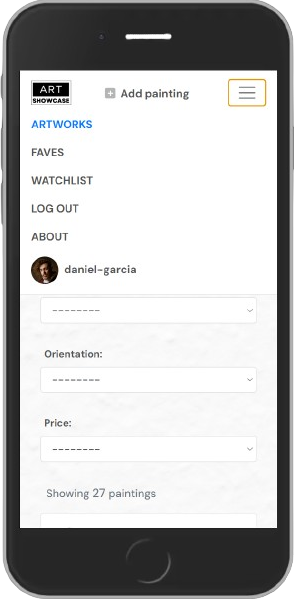 ART
SHOWCASE
Add painting
ARTWORKS
FAVES
WATCHLIST
LOG OUT
ABOUT
daniel-garcia
--------
Orientation:
--------
Price:
--------
Showing 27 paintings